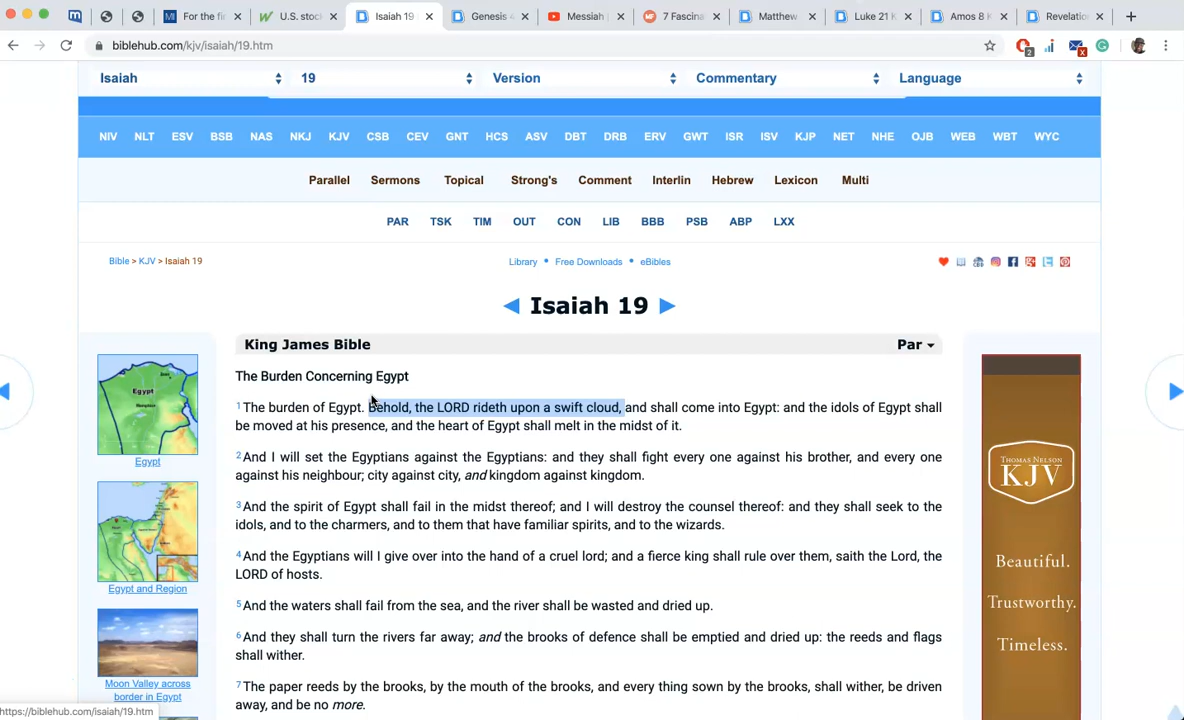 For the fi
U.S. stoc
Isaiah 19
Genesis 4
Messiah
7 Fascina
Matthew
Luke 21 K
Amos 8 K
Revelatio
biblehub.com/kjv/isaiah/19.htm
2
x
Isaiah
19
Version
Commentary
Language
NIV NLT ESV BSB NAS NKJ KJV CSB CEV GNT HCS ASV DBT DRB ERV GWT ISR ISV KJP NET NHE OJB WEB WBT WYC
Parallel Sermons Topical Strong's Comment Interlin Hebrew Lexicon Multi
PAR TSK TIM OUT CON LIB BBB PSB ABP LXX
Bible > KJV > Isaiah 19
Library • Free Downloads • eBibles
◄ Isaiah 19 ►
King James Bible
Par
The Burden Concerning Egypt
1The burden of Egypt. Behold, the LORD rideth upon a swift cloud, and shall come into Egypt: and the idols of Egypt shall
be moved at his presence, and the heart of Egypt shall melt in the midst of it.
2And I will set the Egyptians against the Egyptians: and they shall fight every one against his brother, and every one
against his neighbour; city against city, and kingdom against kingdom.
3And the spirit of Egypt shall fail in the midst thereof; and I will destroy the counsel thereof: and they shall seek to the
idols, and to the charmers, and to them that have familiar spirits, and to the wizards.
4And the Egyptians will I give over into the hand of a cruel lord; and a fierce king shall rule over them, saith the Lord, the
LORD of hosts.
5And the waters shall fail from the sea, and the river shall be wasted and dried up.
6And they shall turn the rivers far away; and the brooks of defence shall be emptied and dried up: the reeds and flags
shall wither.
7The paper reeds by the brooks, by the mouth of the brooks, and every thing sown by the brooks, shall wither, be driven
away, and be no more.
Egypt
Egypt
Egypt and Region
Moon Valley across
border in Egypt
THOMAS NELSON
KJV
Beautiful.
Trustworthy.
Timeless.
https://biblehub.com/isaiah/19.htm